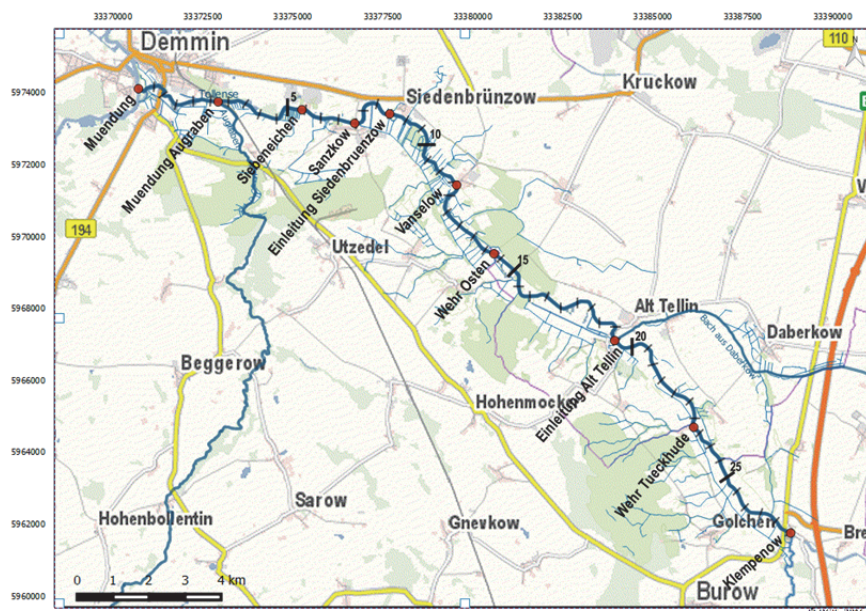 33370000 33372500 33375000 33377500 33380000 33382500 33385000 33387500 33390000
110 N
Demmin
5974000
Tollense
5
Kruckow
Siedenbrünzow
Muendung
Muendung Augraben
Siebeneichen
Sanzkow
Einleitung Siedenbruenzow
10
5972000
Vanselow
194
5970000
Utzedel
Wehr Osten
15
5968000
Alt Tellin
Bach aus Daberkow
Daberkow
20
Einleitung Alt Tellin
5966000
Beggerow
Hohenmocke
5964000
Wehr Tueckhude
25
Sarow
Hohenbollentin
5962000
Gnevkow
Golchen
Klempenow
Bre
Burow
5960000
0 1 2 3 4 km